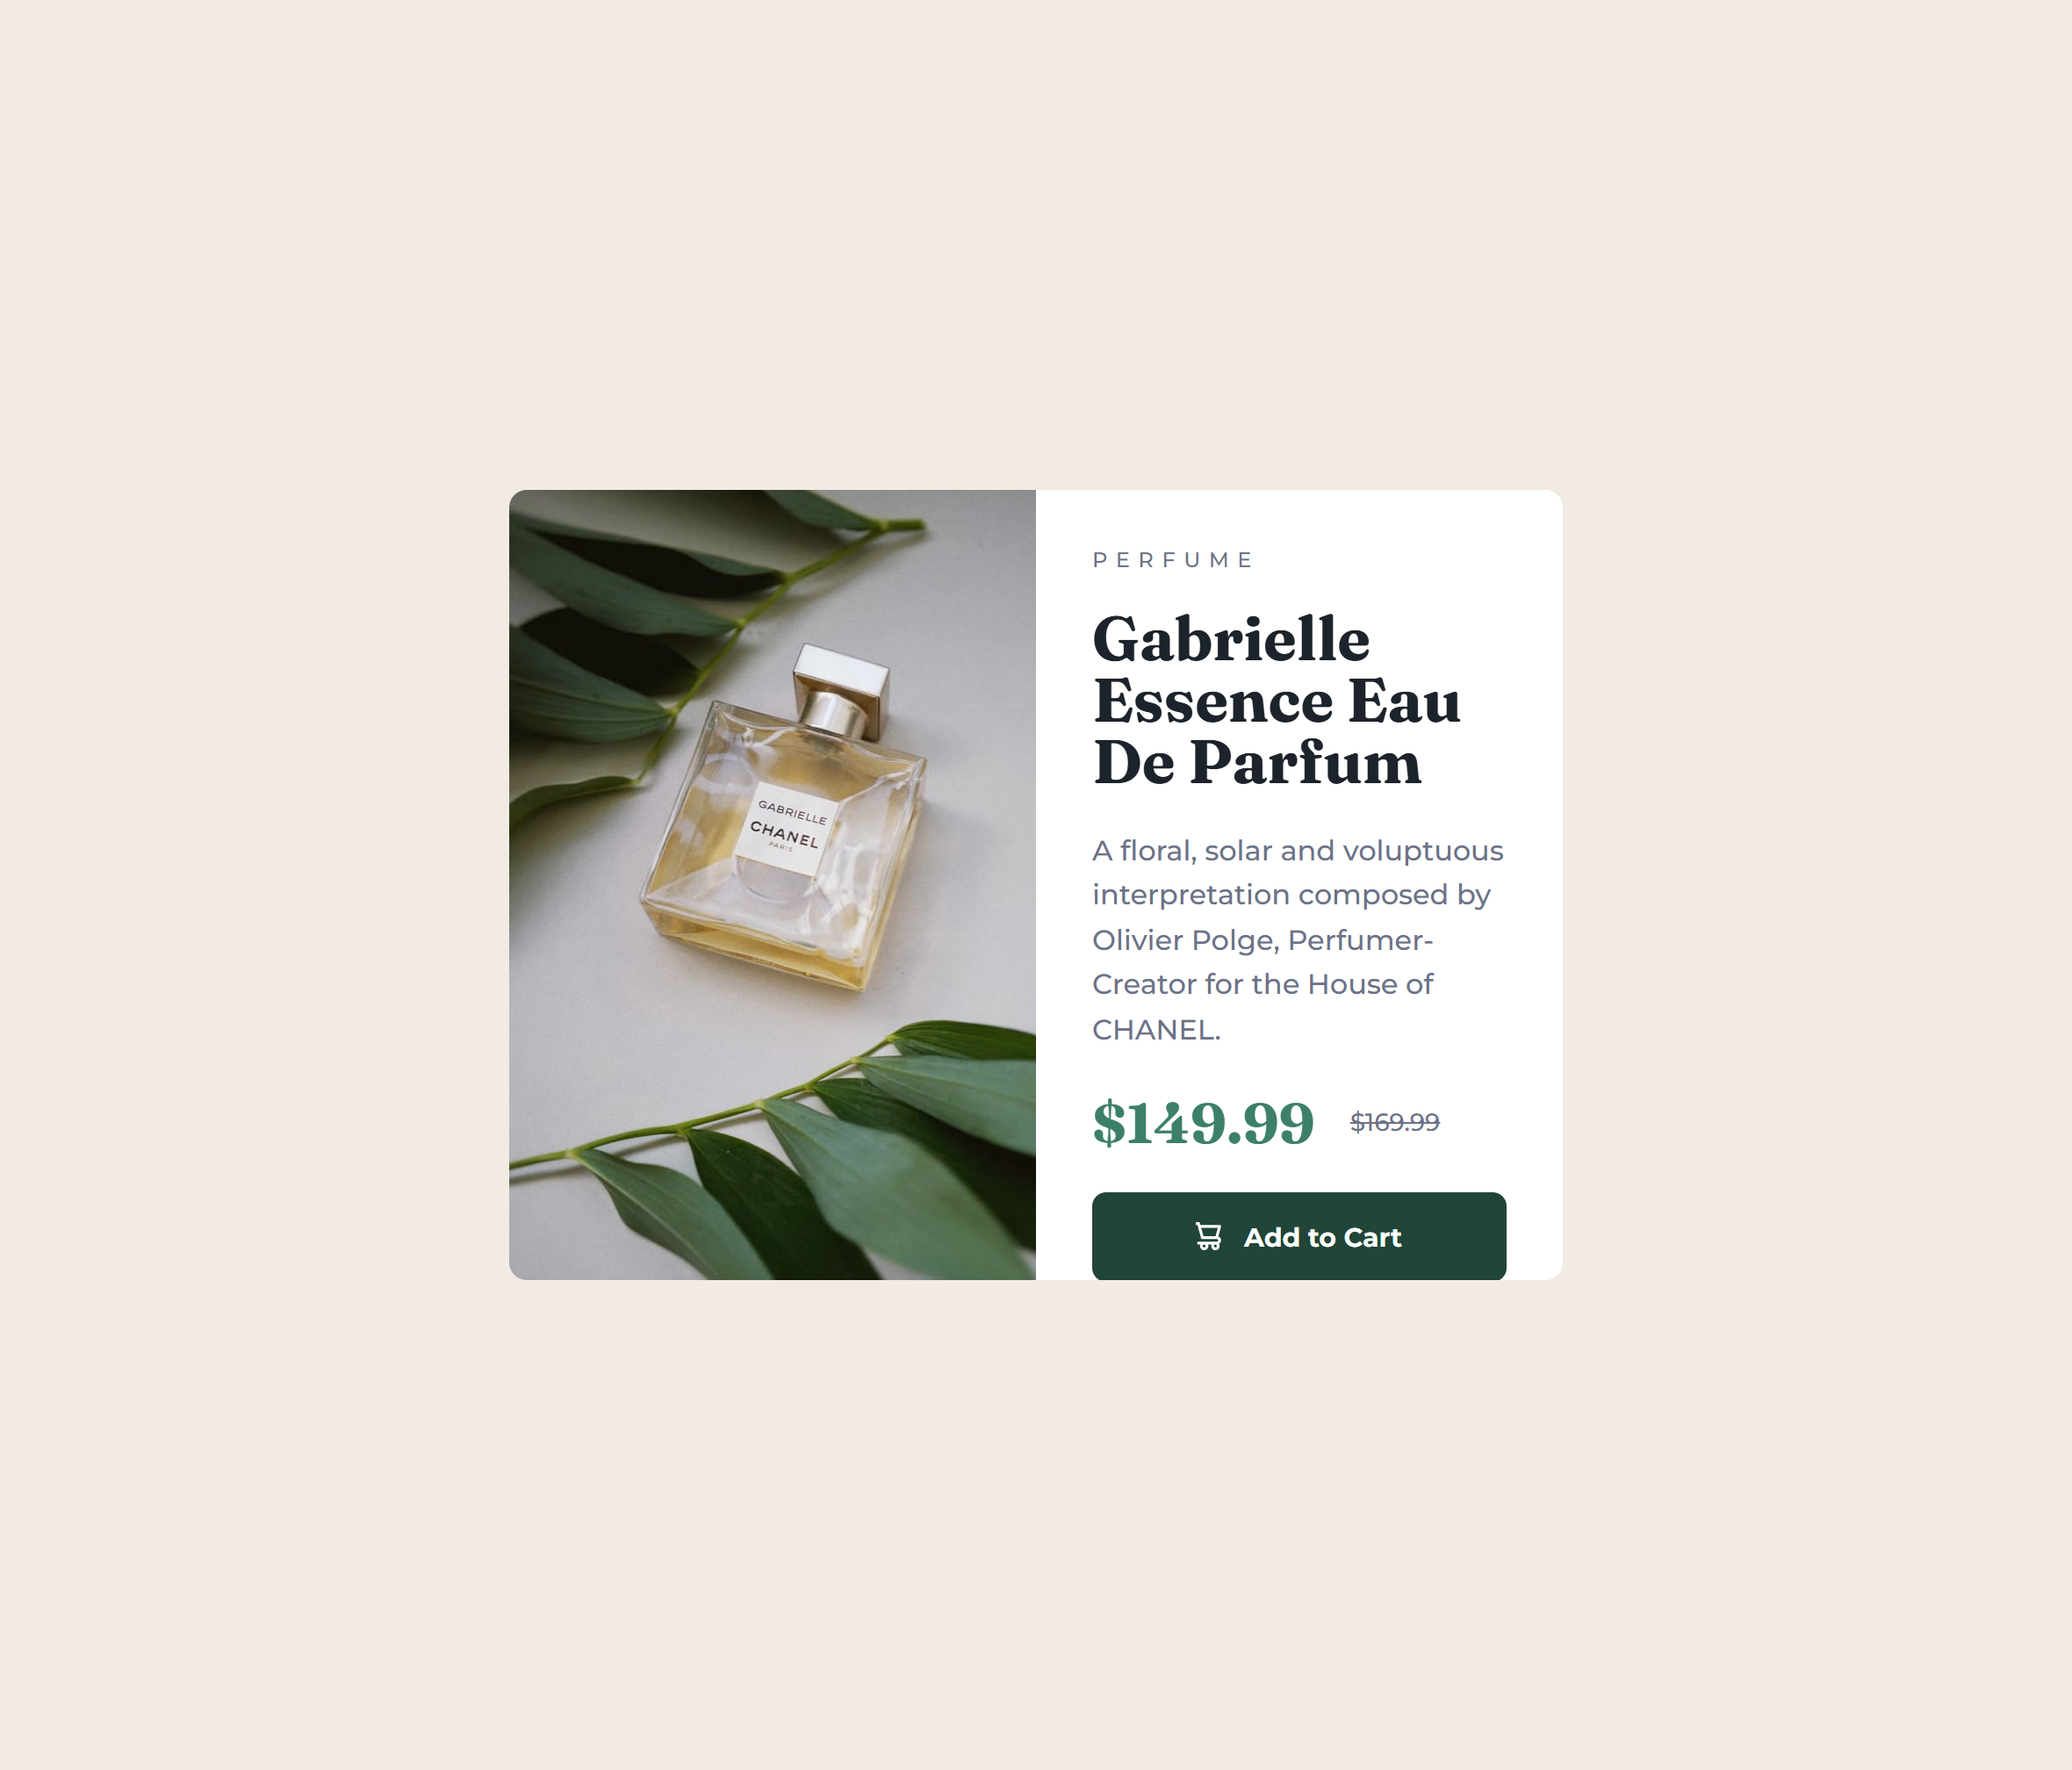 GABRIELLE
CHANEL
PARIS
PERFUME
Gabrielle
Essence Eau
De Parfum
A floral, solar and voluptuous
interpretation composed by
Olivier Polge, Perfumer-
Creator for the House of
CHANEL.
$149.99 $169.99
Add to Cart